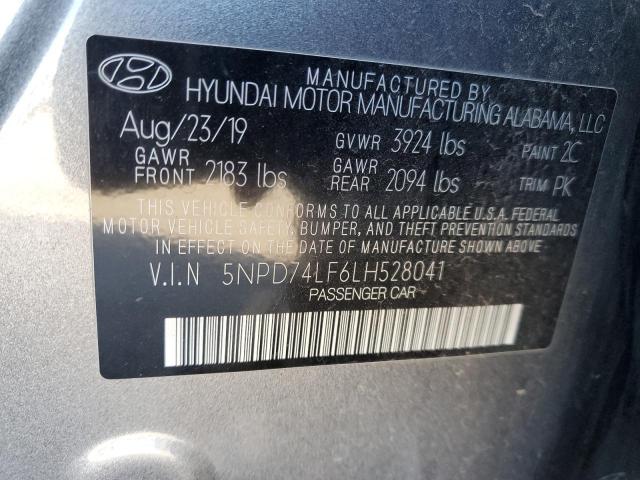 MANUFACTURED BY
HYUNDAI MOTOR MANUFACTURING ALABAMA, LLC
Aug/23/19 GVWR 3924 lbs PAINT 2C
GAWR FRONT 2183 lbs GAWR REAR 2094 lbs TRIM PK
THIS VEHICLE CONFORMS TO ALL APPLICABLE U.S.A. FEDERAL
MOTOR VEHICLE SAFETY, BUMPER, AND THEFT PREVENTION STANDARDS
IN EFFECT ON THE DATE OF MANUFACTURE SHOWN ABOVE.
V.I.N 5NPD74LF6LH528041
PASSENGER CAR